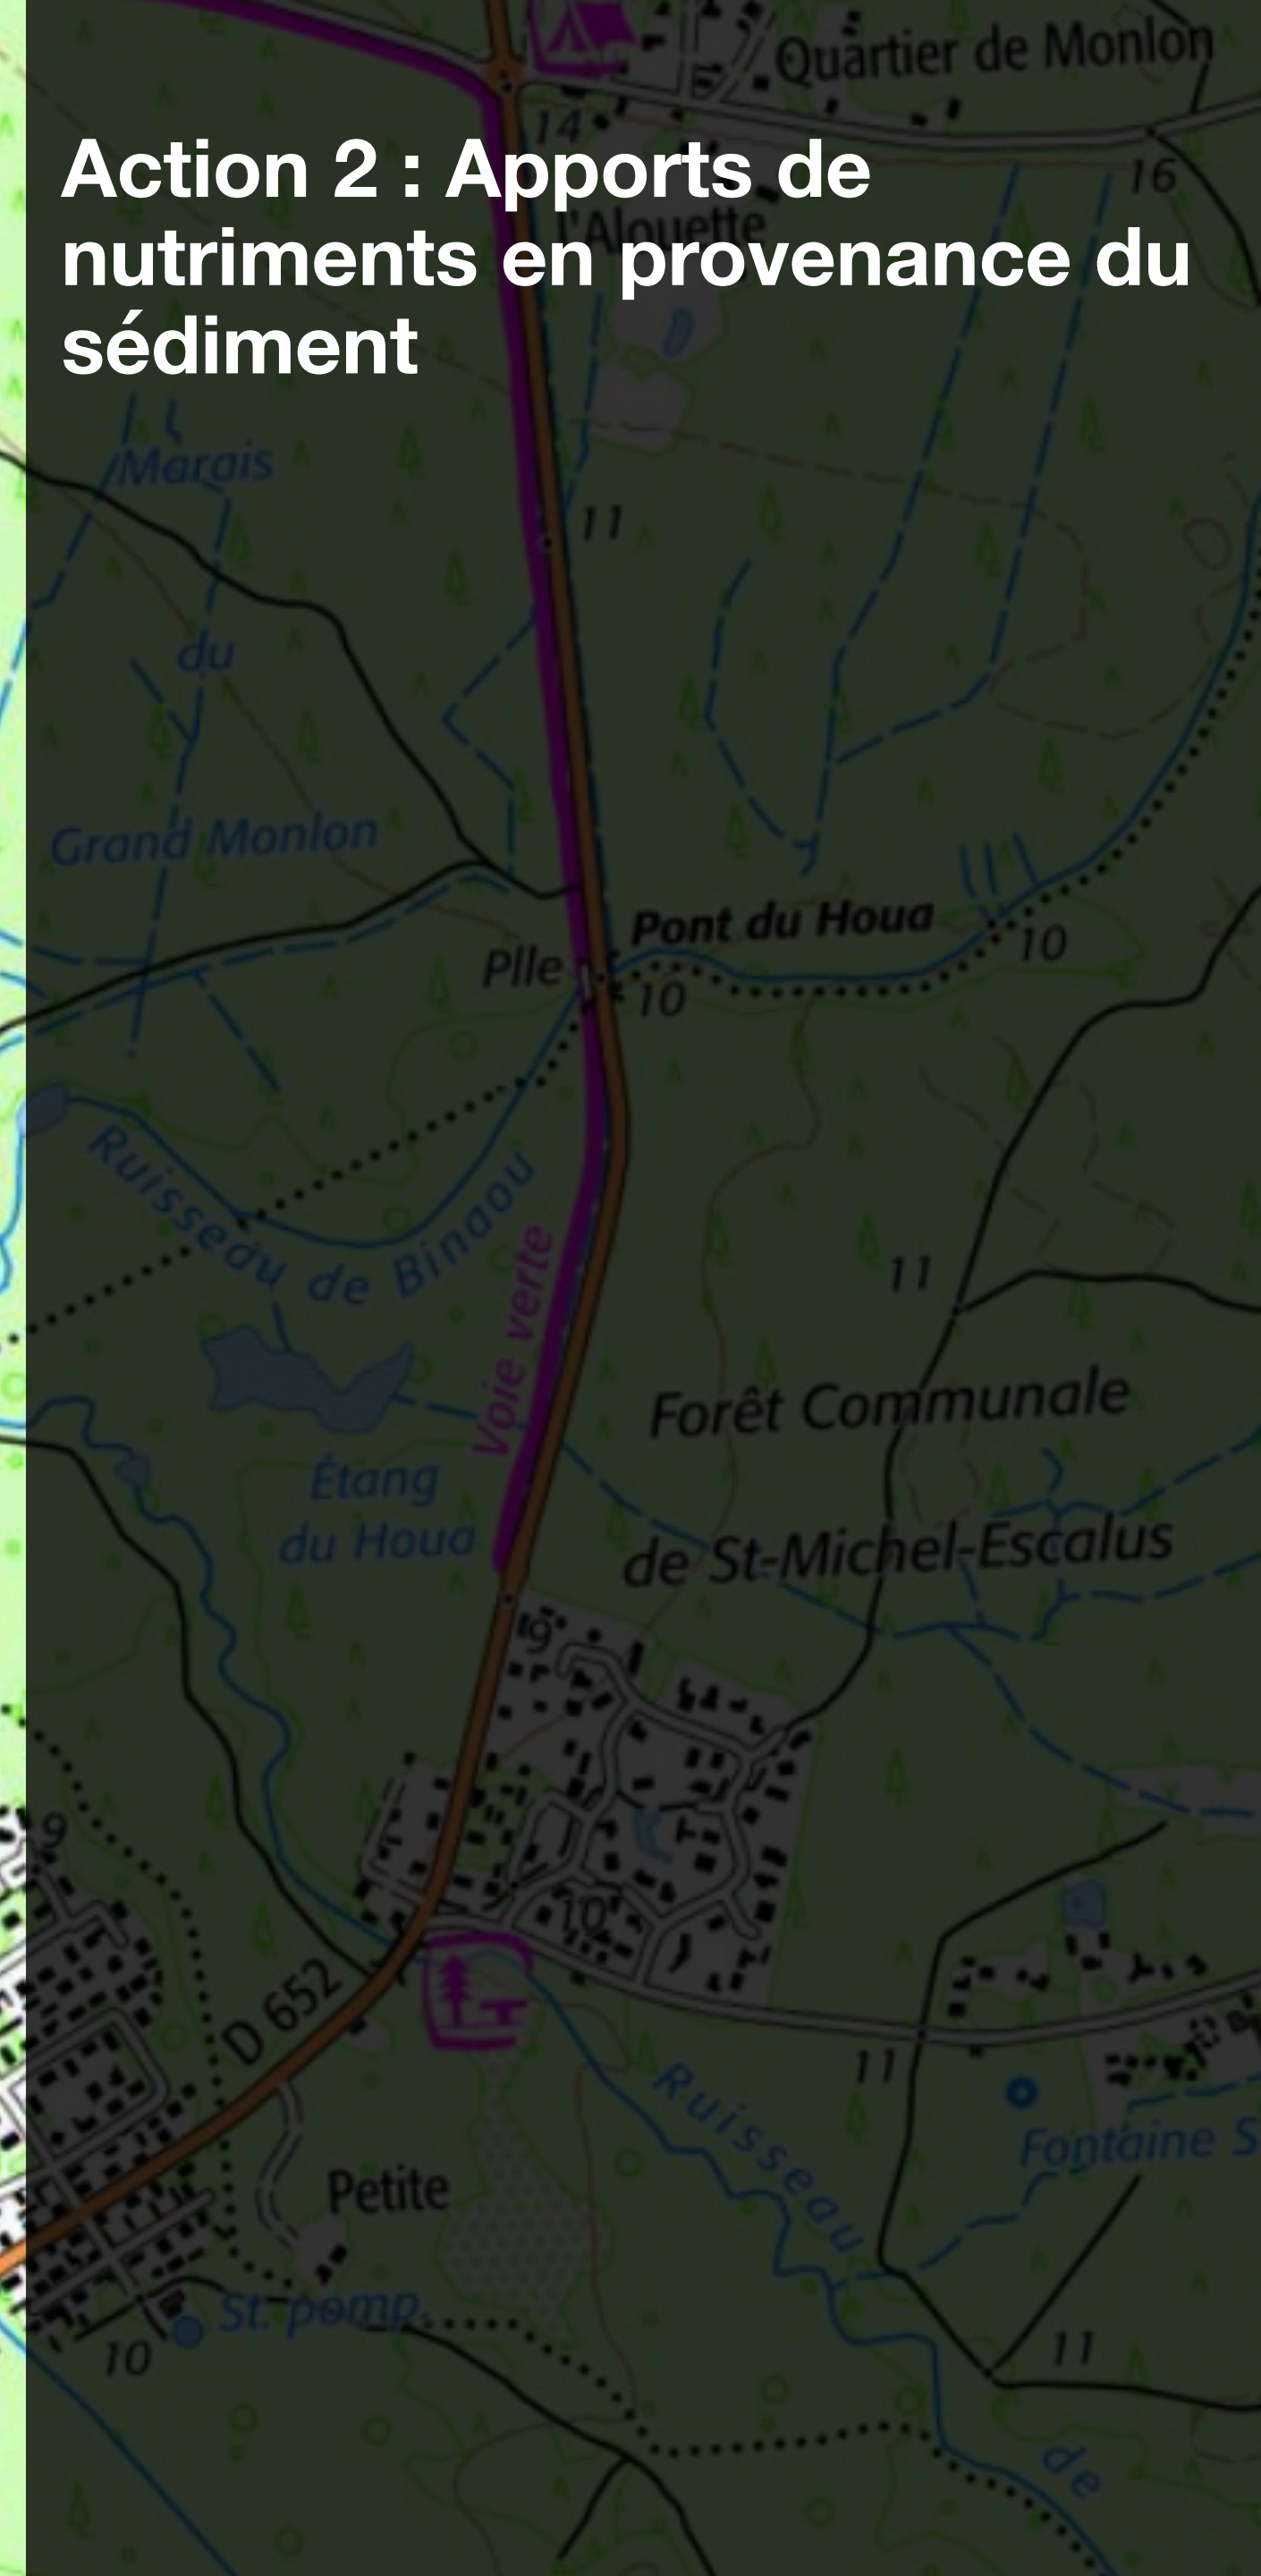 Quartier de Monlon
14
16
Action 2 : Apports de
l'Alouette
nutriments en provenance du
sédiment
Marais
11
du
Grand Monlon
Pont du Houa
Plle
10
10
Ruisseau de Binaou
Voie verte
11
Forêt Communale
Étang
du Houa
de St-Michel-Escalus
9
9
10
D 652
11
Ruisseau
Fontaine S
Petite
St. pomp.
10
11
de